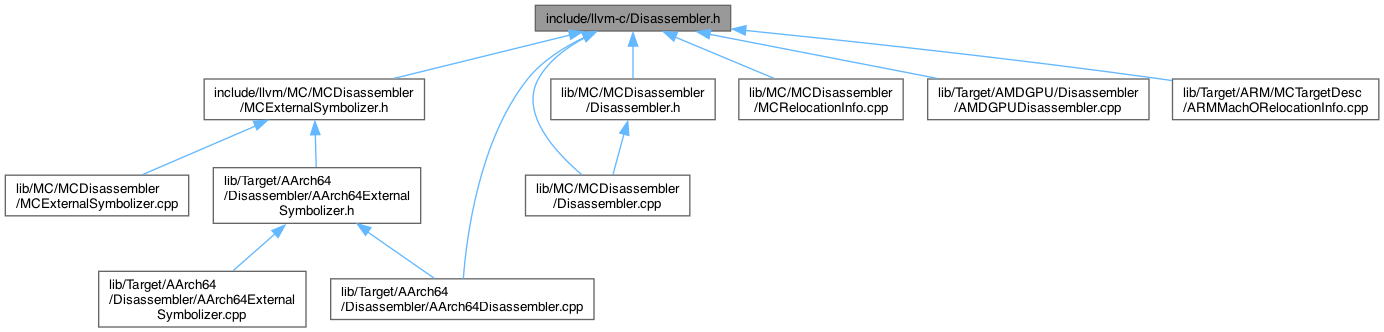 include/llvm-c/Disassembler.h
include/llvm/MC/MCDisassembler
/MCExternalSymbolizer.h
lib/MC/MCDisassembler
/Disassembler.h
lib/MC/MCDisassembler
/MCRelocationInfo.cpp
lib/Target/AMDGPU/Disassembler
/AMDGPUDisassembler.cpp
lib/Target/ARM/MCTargetDesc
/ARMMachORelocationInfo.cpp
lib/MC/MCDisassembler
/MCExternalSymbolizer.cpp
lib/Target/AArch64
/Disassembler/AArch64External
Symbolizer.h
lib/MC/MCDisassembler
/Disassembler.cpp
lib/Target/AArch64
/Disassembler/AArch64External
Symbolizer.cpp
lib/Target/AArch64
/Disassembler/AArch64Disassembler.cpp